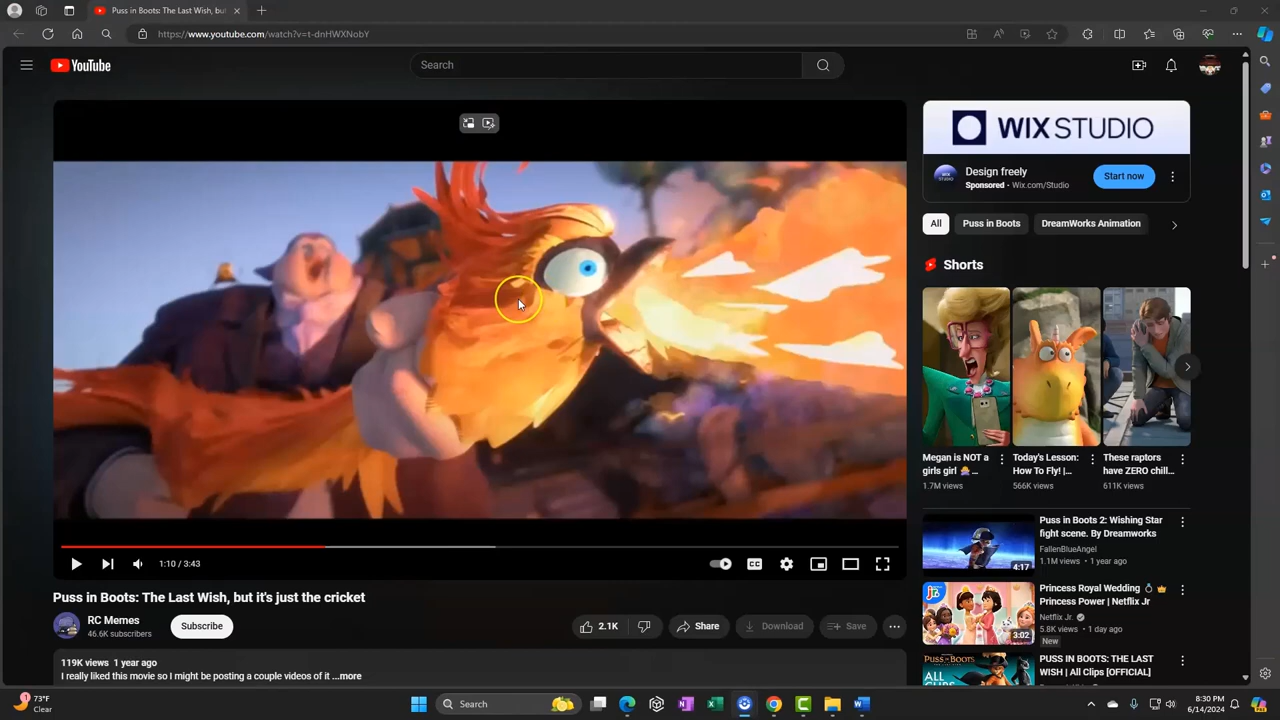 Puss in Boots: The Last Wish, but
https://www.youtube.com/watch?v=t-dnHWXNobY
YouTube
Search
WIX STUDIO
Design freely
Sponsored • Wix.com/Studio
Start now
All
Puss in Boots
DreamWorks Animation
Shorts
Megan is NOT a girls girl
1.7M views
Today's Lesson: How To Fly! |...
566K views
These raptors have ZERO chill...
611K views
1:10 / 3:43
CC
Puss in Boots: The Last Wish, but it's just the cricket
RC Memes
46.6K subscribers
Subscribe
2.1K
Share
Download
Save
119K views 1 year ago
I really liked this movie so I might be posting a couple videos of it ...more
4:17
Puss in Boots 2: Wishing Star
fight scene. By Dreamworks
FallenBlueAngel
1.1M views • 1 year ago
3:02
Princess Royal Wedding
Princess Power | Netflix Jr
Netflix Jr.
5.8K views • 1 day ago
New
PUSS IN BOOTS: THE LAST
WISH | All Clips [OFFICIAL]
73°F
Clear
Search
8:30 PM
6/14/2024